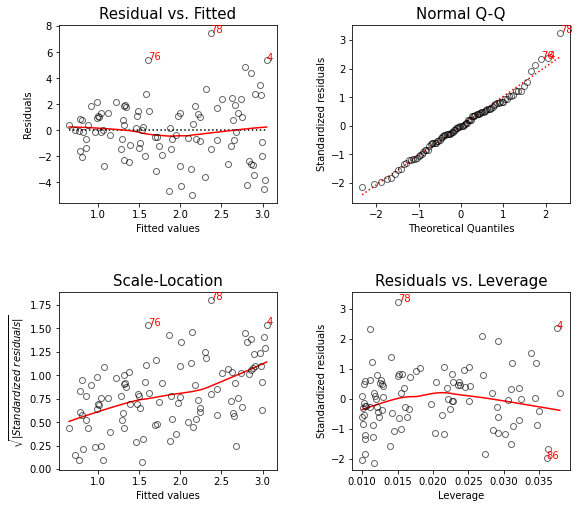 Residual vs. Fitted
Normal Q-Q
8
6
4
2
0
−2
−4
Residuals
76
78
4
1.0 1.5 2.0 2.5 3.0
Fitted values
3
2
1
0
−1
−2
Standardized residuals
78
4
−2 −1 0 1 2
Theoretical Quantiles
Scale-Location
Residuals vs. Leverage
1.75
1.50
1.25
1.00
0.75
0.50
0.25
0.00
√|Standardized residuals|
76
78
4
1.0 1.5 2.0 2.5 3.0
Fitted values
3
2
1
0
−1
−2
Standardized residuals
78
4
86
0.010 0.015 0.020 0.025 0.030 0.035
Leverage